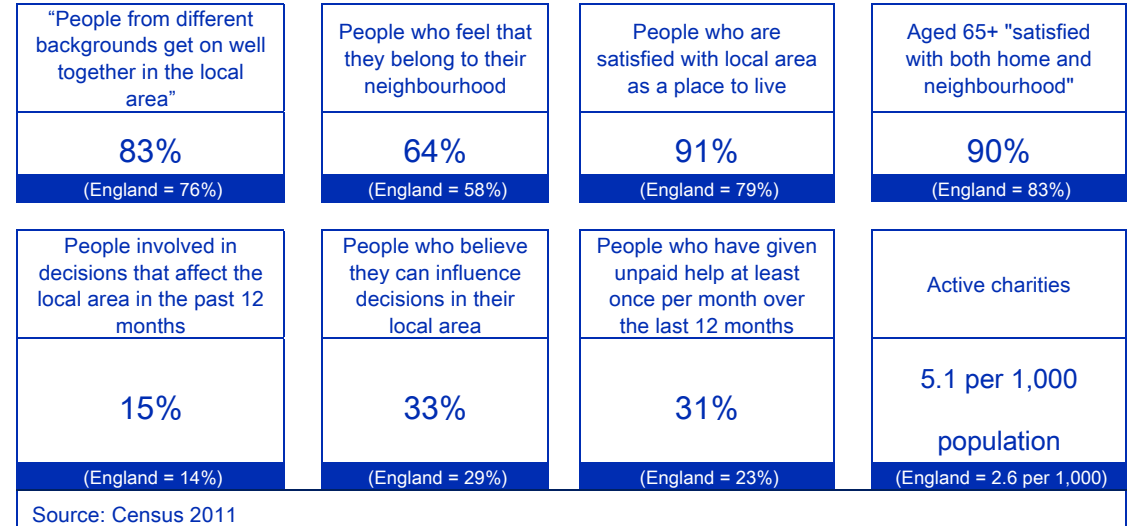 “People from different
backgrounds get on well
together in the local
area”
83%
(England = 76%)
People who feel that
they belong to their
neighbourhood
64%
(England = 58%)
People who are
satisfied with local area
as a place to live
91%
(England = 79%)
Aged 65+ "satisfied
with both home and
neighbourhood"
90%
(England = 83%)
People involved in
decisions that affect the
local area in the past 12
months
15%
(England = 14%)
People who believe
they can influence
decisions in their
local area
33%
(England = 29%)
People who have given
unpaid help at least
once per month over
the last 12 months
31%
(England = 23%)
Active charities
5.1 per 1,000
population
(England = 2.6 per 1,000)
Source: Census 2011